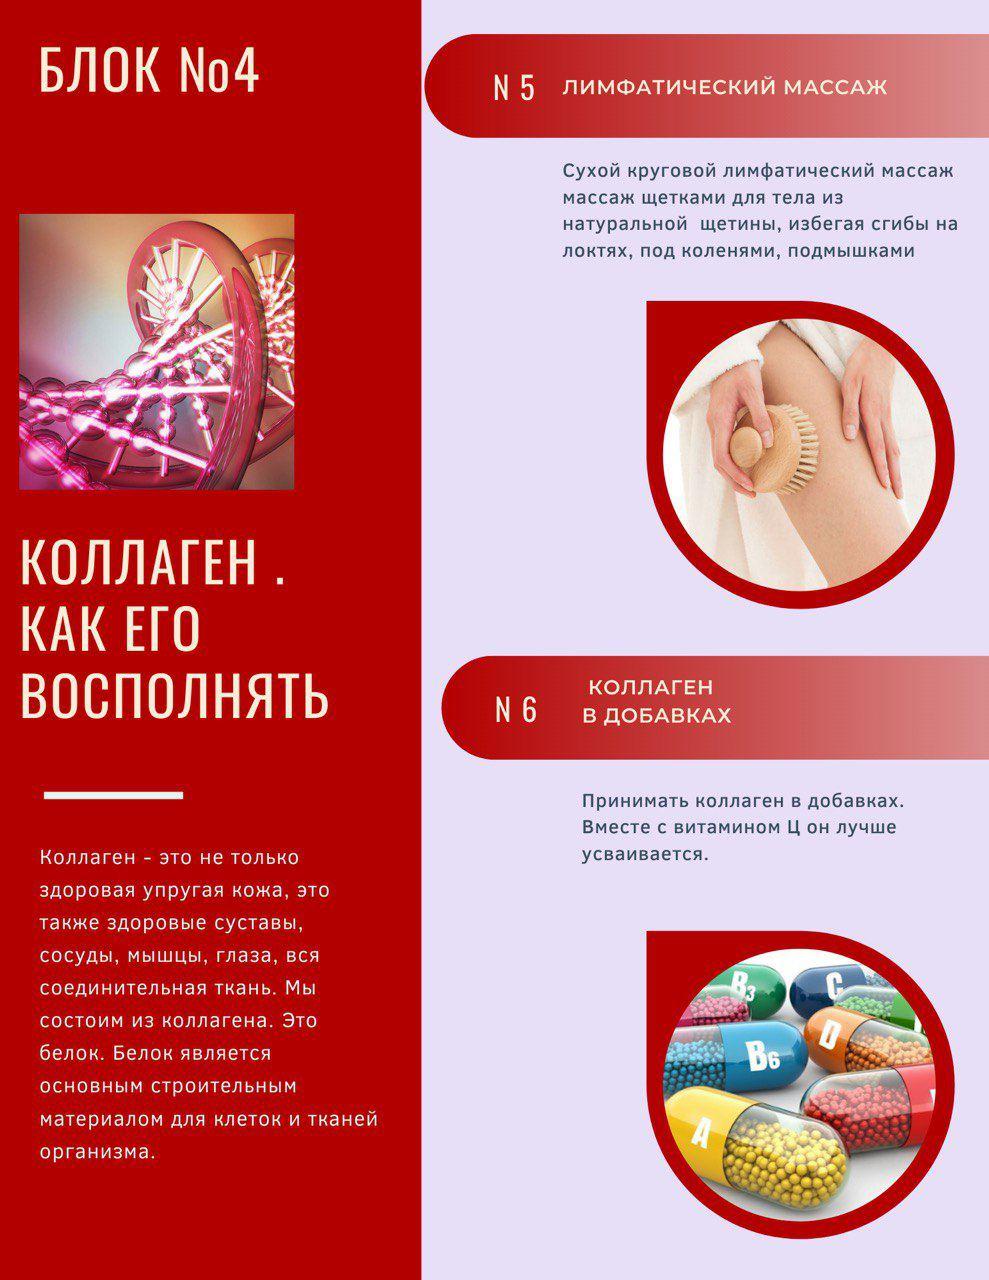 БЛОК №4
КОЛЛАГЕН .
КАК ЕГО
ВОСПОЛНЯТЬ
Коллаген - это не только
здоровая упругая кожа, это
также здоровые суставы,
сосуды, мышцы, глаза, вся
соединительная ткань. Мы
состоим из коллагена. Это
белок. Белок является
основным строительным
материалом для клеток и тканей
организма.
N 5 ЛИМФАТИЧЕСКИЙ МАССАЖ
Сухой круговой лимфатический массаж
массаж щетками для тела из
натуральной щетины, избегая сгибы на
локтях, под коленями, подмышками
N 6
КОЛЛАГЕН
В ДОБАВКАХ
Принимать коллаген в добавках.
Вместе с витамином Ц он лучше
усваивается.
B3
C
B6
D
A